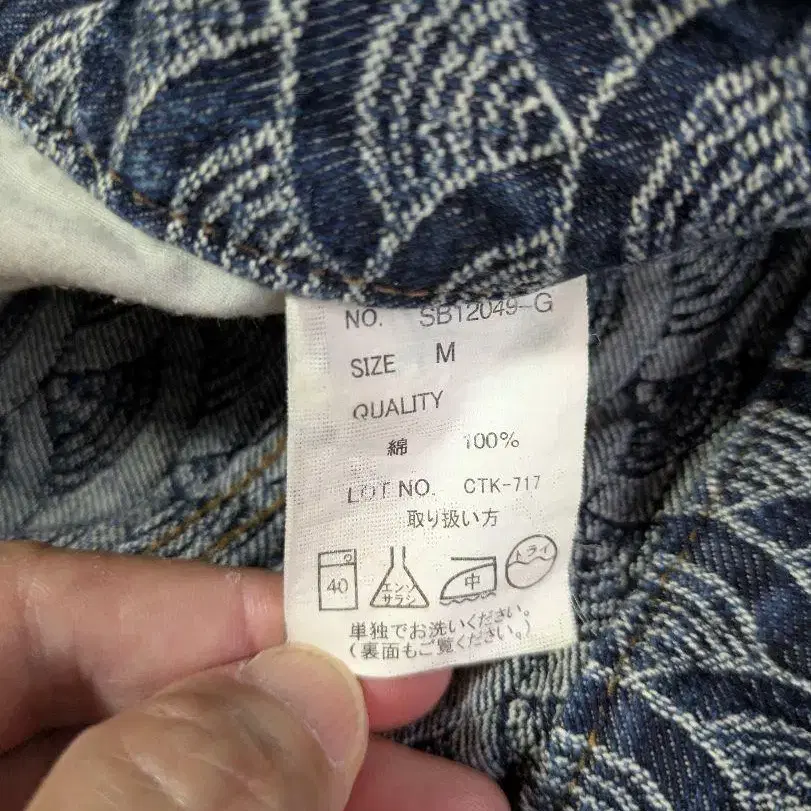 NO. SB12049-G
SIZE M
QUALITY
綿 100%
LOT NO. CTK-717
取り扱い方
40 エンソサラシ 中 ドライ
単独でお洗いください。
(裏面もご覧ください。)